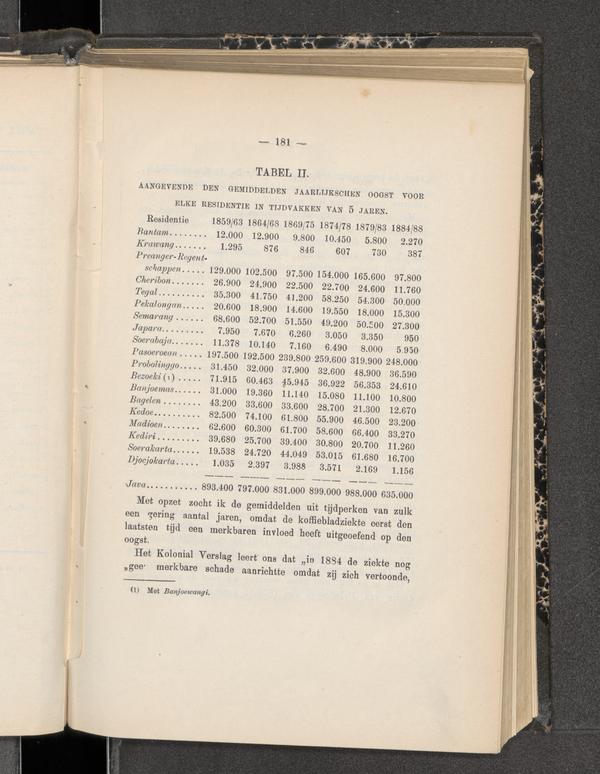 — 181 —
TABEL II.
AANGEVENDE DEN GEMIDDELDEN JAARLIJKSCHEN OOGST VOOR
ELKE RESIDENTIE IN TIJDVAKKEN VAN 5 JAREN.
Residentie 1859/63 1864/68 1869/75 1874/78 1879/83 1884/88
Bantam........ 12.000 12.900 9.800 10.450 5.800 2.270
Krawang....... 1.295 876 846 607 730 387
Preanger-Regent-
schappen..... 129.000 102.500 97.500 154.000 165.600 97.800
Cheribon....... 26.900 24.900 22.500 22.700 24.600 11.760
Tegal.......... 35.300 41.750 41.200 58.250 54.300 50.000
Pekalongan..... 20.600 18.900 14.600 19.550 18.000 15.300
Semarang ...... 68.600 52.700 51.550 49.200 50.500 27.300
Japara......... 7.950 7.670 6.260 3.050 3.350 950
Soerabaja....... 11.378 10.140 7.160 6.490 8.000 5.950
Pasoeroean ..... 197.500 192.500 239.800 259.600 319.900 248.000
Probolinggo..... 31.450 32.000 37.900 32.600 48.900 36.590
Bezoeki (1) ..... 71.915 60.463 45.945 36.922 56.353 24.610
Banjoemas...... 31.000 19.360 11.140 15.080 11.100 10.800
Bagelen ........ 43.200 33.600 33.600 28.700 21.300 12.670
Kedoe.......... 82.500 74.100 61.800 55.900 46.500 23.200
Madioen........ 62.600 60.300 61.700 58.600 66.400 33.270
Kediri ......... 39.680 25.700 39.400 30.800 20.700 11.260
Soerakarta...... 19.538 24.720 44.049 53.015 61.680 16.700
Djocjokarta..... 1.035 2.397 3.988 3.571 2.169 1.156
Java.......... 893.400 797.000 831.000 899.000 988.000 635.000
Met opzet zocht ik de gemiddelden uit tijdperken van zulk
een gering aantal jaren, omdat de koffiebladziekte eerst den
laatsten tijd een merkbaren invloed heeft uitgeoefend op den
oogst.
Het Kolonial Verslag leert ons dat „in 1884 de ziekte nog
„gee merkbare schade aanrichtte omdat zij zich vertoonde,
(1) Met Banjoewangi.